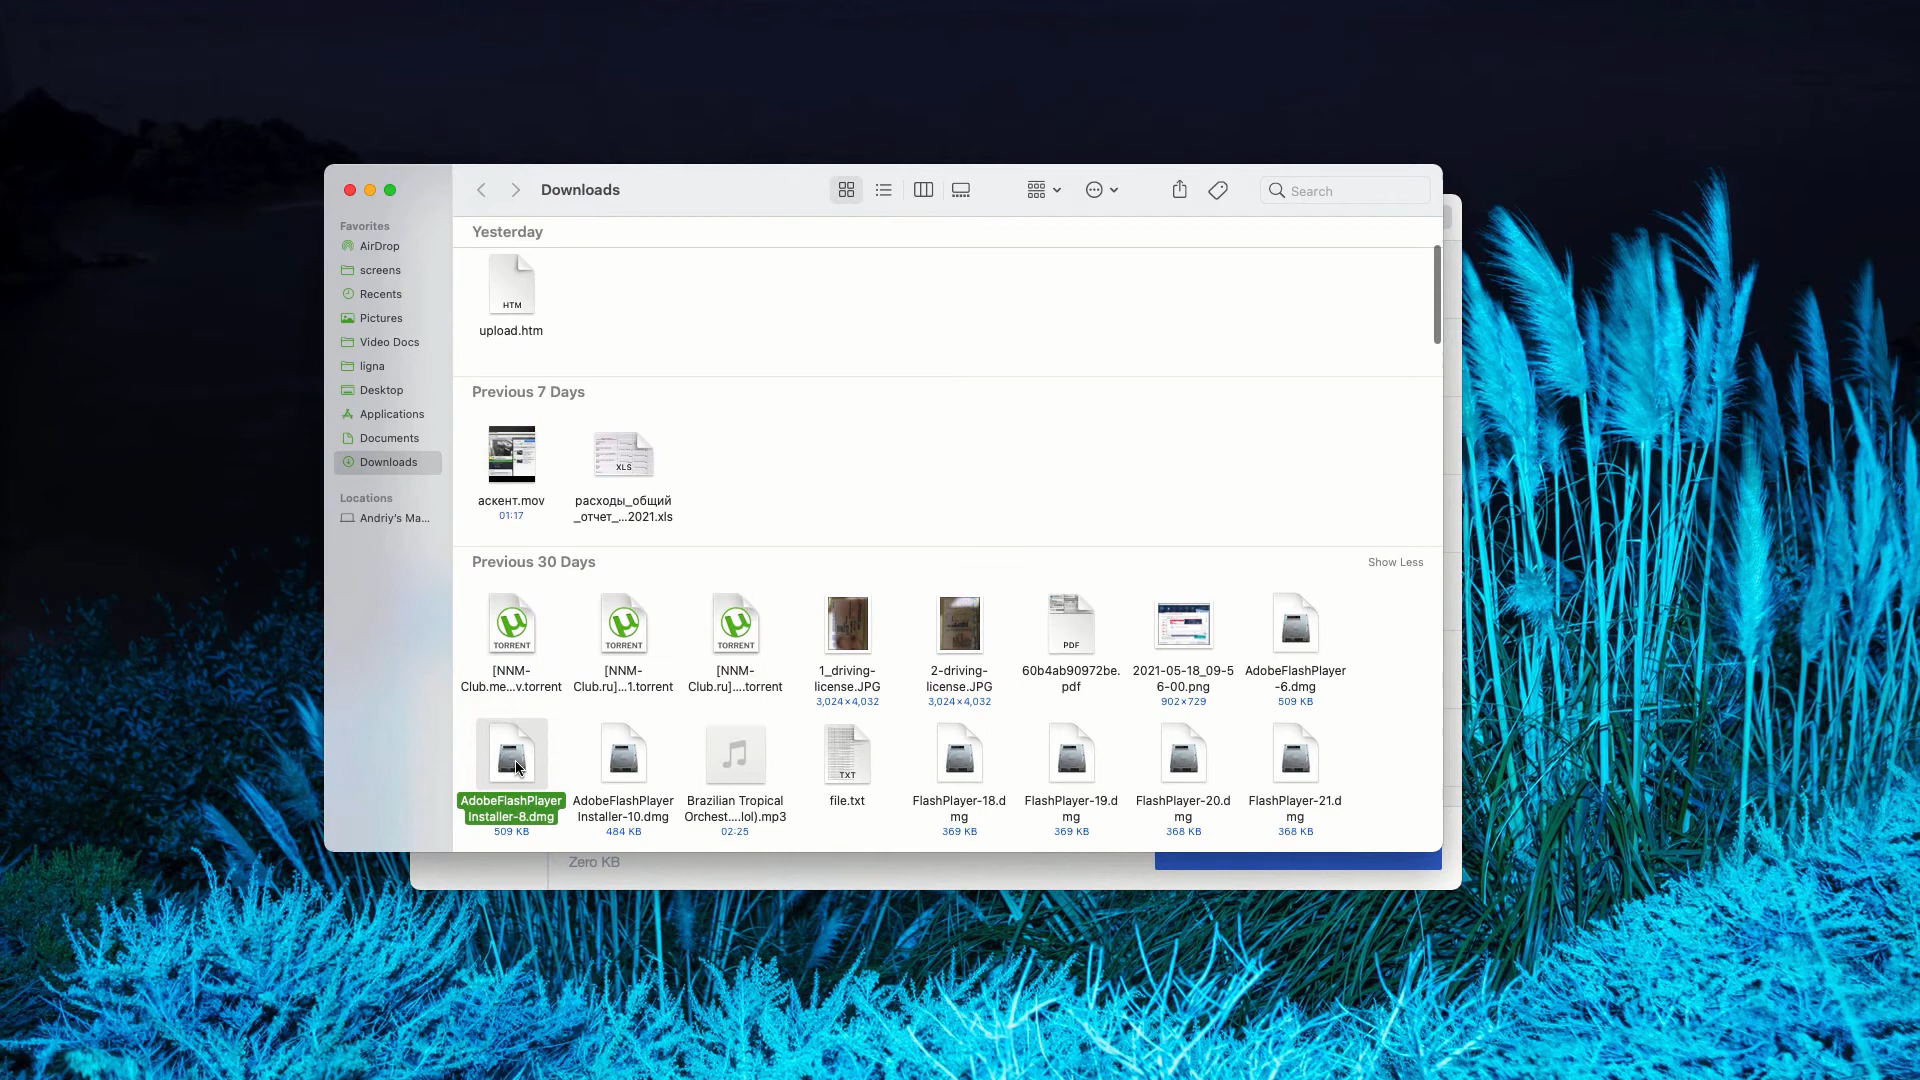 Downloads
Search
Favorites
AirDrop
screens
Recents
Pictures
Video Docs
ligna
Desktop
Applications
Documents
Downloads
Locations
Andriy's Ma...
Yesterday
HTM
upload.htm
Previous 7 Days
XLS
аскент.mov
01:17
расходы_общий
_отчет_...2021.xls
Previous 30 Days
Show Less
TORRENT
[NNM-
Club.me...v.torrent
TORRENT
[NNM-
Club.ru]...1.torrent
TORRENT
[NNM-
Club.ru]....torrent
1_driving-
license.JPG
3,024×4,032
2-driving-
license.JPG
3,024×4,032
PDF
60b4ab90972be.
pdf
2021-05-18_09-5
6-00.png
902×729
AdobeFlashPlayer
-6.dmg
509 KB
AdobeFlashPlayer
Installer-8.dmg
509 KB
AdobeFlashPlayer
Installer-10.dmg
484 KB
Brazilian Tropical
Orchest....lol).mp3
02:25
TXT
file.txt
FlashPlayer-18.d
mg
369 KB
FlashPlayer-19.d
mg
369 KB
FlashPlayer-20.d
mg
368 KB
FlashPlayer-21.d
mg
368 KB
Zero KB